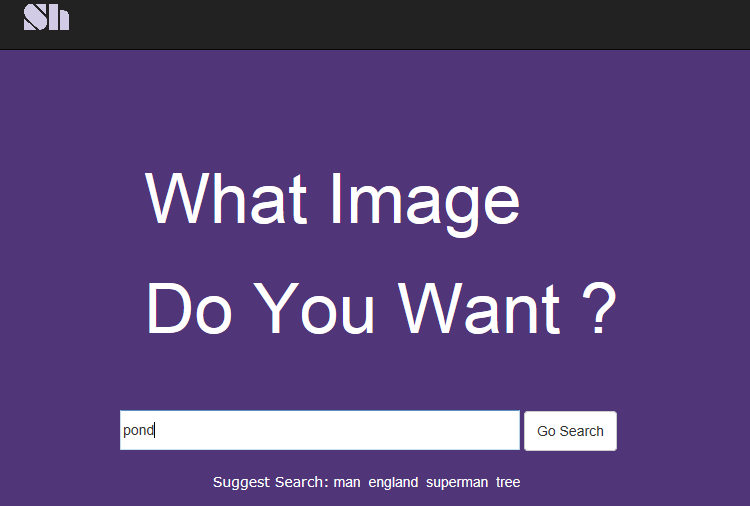 Sh
What Image
Do You Want ?
pond
Go Search
Suggest Search: man england superman tree